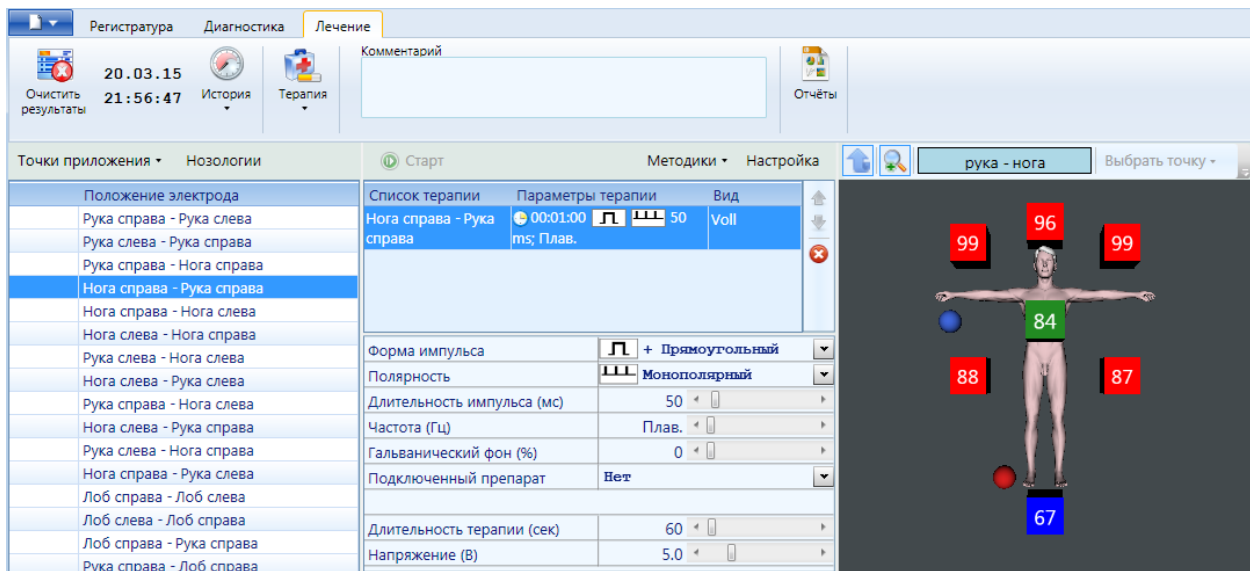 Регистратура Диагностика Лечение
Очистить результаты
20.03.15
21:56:47
История
Терапия
Комментарий
Отчёты
Точки приложения Нозологии
Старт Методики Настройка
рука - нога Выбрать точку
Положение электрода
Рука справа - Рука слева
Рука слева - Рука справа
Рука справа - Нога справа
Нога справа - Рука справа
Нога справа - Нога слева
Нога слева - Нога справа
Рука слева - Нога слева
Нога слева - Рука слева
Рука справа - Нога слева
Нога слева - Рука справа
Рука слева - Нога справа
Нога справа - Рука слева
Лоб справа - Лоб слева
Лоб слева - Лоб справа
Лоб справа - Рука справа
Рука справа - Лоб справа
Список терапии Параметры терапии Вид
Нога справа - Рука 00:01:00 50 Voll
справа ms; Плав.
Форма импульса + Прямоугольный
Полярность Монополярный
Длительность импульса (мс) 50
Частота (Гц) Плав.
Гальванический фон (%) 0
Подключенный препарат Нет
Длительность терапии (сек) 60
Напряжение (В) 5.0
96
99 99
84
88 87
67